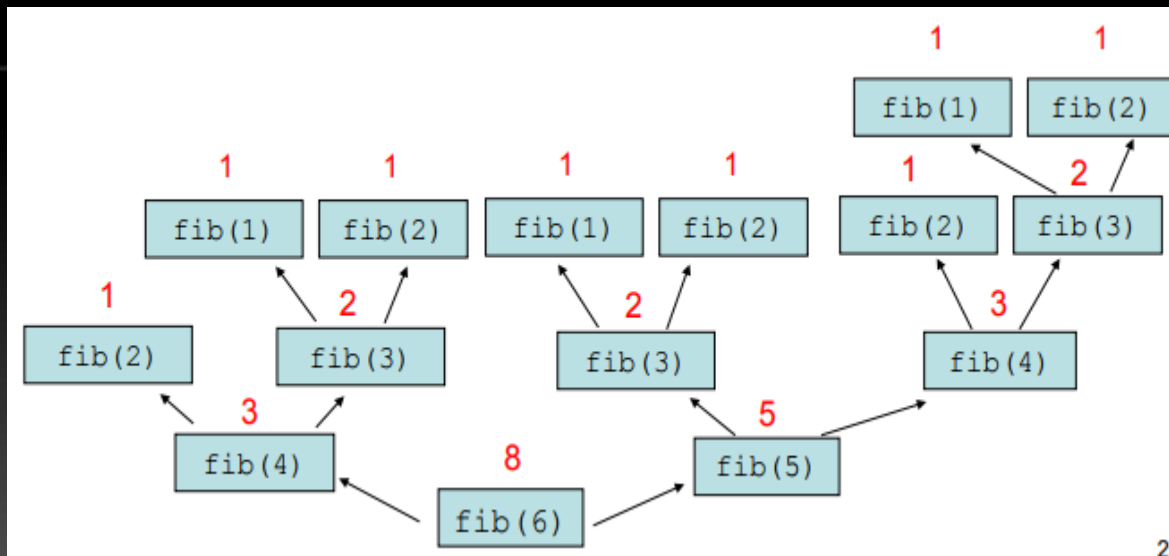 1 1
fib(1) fib(2)
1 1 1 1 1 2
fib(1) fib(2) fib(1) fib(2) fib(2) fib(3)
1 2 2 3
fib(2) fib(3) fib(3) fib(4)
3 5
fib(4) fib(5)
8
fib(6)
2